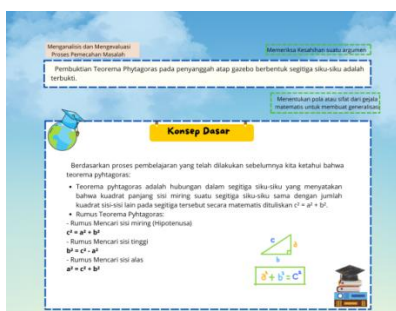 Menganalisis dan Mengevaluasi
Proses Pemecahan Masalah
Memeriksa Kesahihan suatu argumen
Pembuktian Teorema Phytagoras pada penyanggah atap gazebo berbentuk segitiga siku-siku adalah
terbukti.
Menentukan pola atau sifat dari gejala
matematis untuk membuat generalisasi
Konsep Dasar
Berdasarkan proses pembelajaran yang telah dilakukan sebelumnya kita ketahui bahwa
teorema pyhtagoras:
• Teorema pyhtagoras adalah hubungan dalam segitiga siku-siku yang menyatakan
bahwa kuadrat panjang sisi miring suatu segitiga siku-siku sama dengan jumlah
kuadrat sisi-sisi lain pada segitiga tersebut secara matematis dituliskan c² = a² + b².
• Rumus Teorema Pyhtagoras:
- Rumus Mencari sisi miring (Hipotenusa)
c² = a² + b²
- Rumus Mencari sisi tinggi
b² = c² - a²
- Rumus Mencari sisi alas
a² = c² + b²
c
a
b
a² + b² = c²